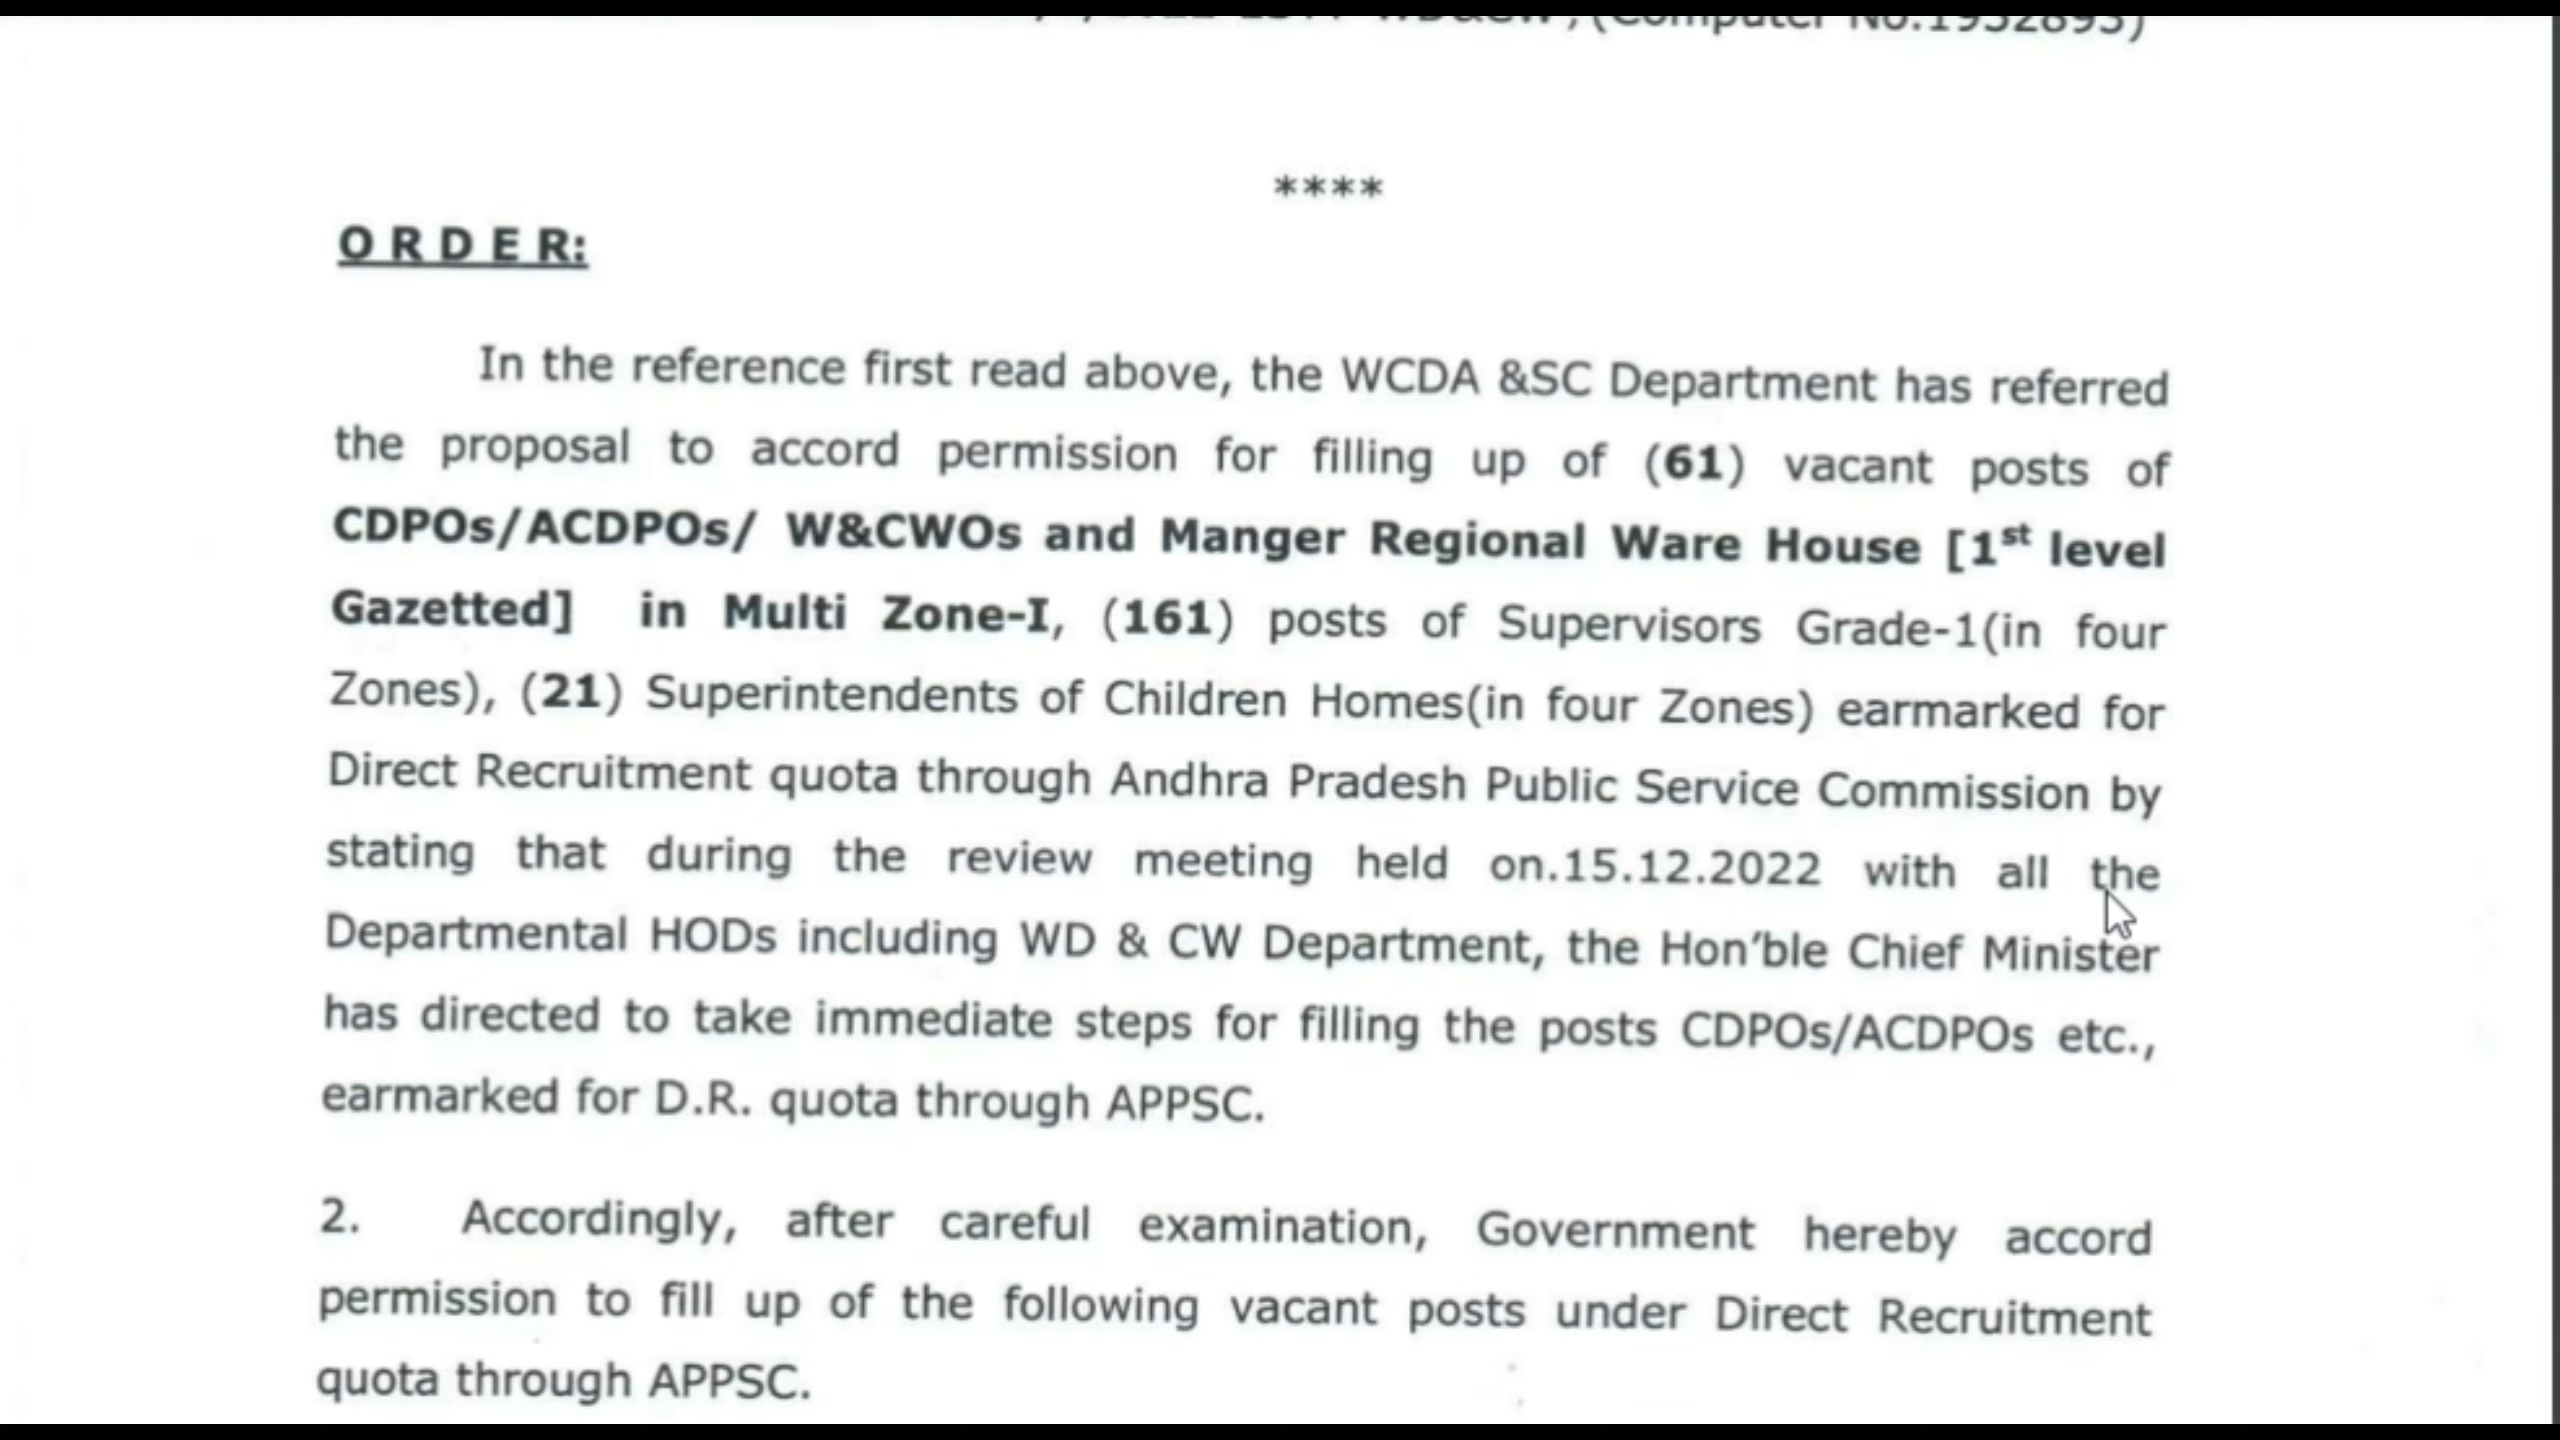 (Computer No.1952893)
****
O R D E R:
In the reference first read above, the WCDA &SC Department has referred
the proposal to accord permission for filling up of (61) vacant posts of
CDPOs/ACDPOs/ W&CWOs and Manger Regional Ware House [1st level
Gazetted] in Multi Zone-I, (161) posts of Supervisors Grade-1(in four
Zones), (21) Superintendents of Children Homes(in four Zones) earmarked for
Direct Recruitment quota through Andhra Pradesh Public Service Commission by
stating that during the review meeting held on.15.12.2022 with all the
Departmental HODs including WD & CW Department, the Hon'ble Chief Minister
has directed to take immediate steps for filling the posts CDPOs/ACDPOs etc.,
earmarked for D.R. quota through APPSC.
2. Accordingly, after careful examination, Government hereby accord
permission to fill up of the following vacant posts under Direct Recruitment
quota through APPSC.